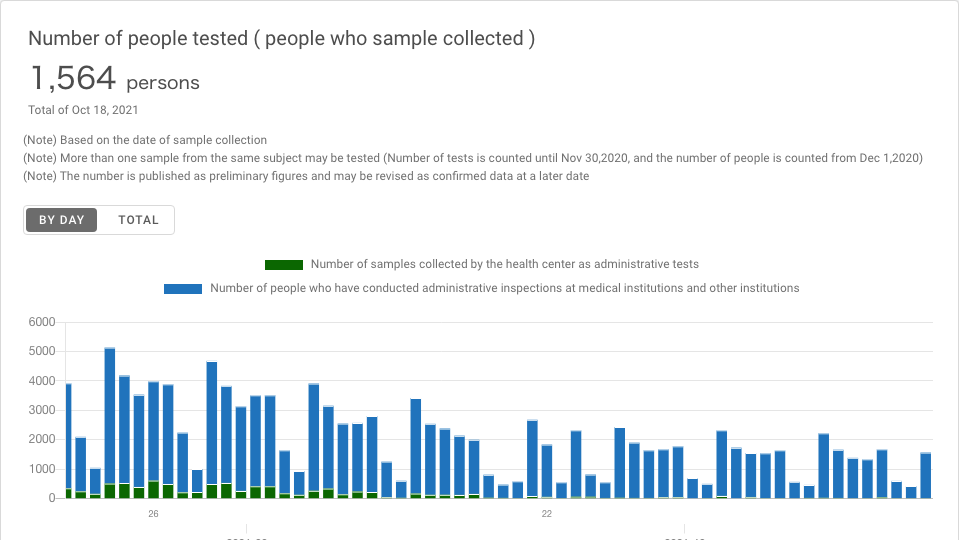 Number of people tested ( people who sample collected )
1,564 persons
Total of Oct 18, 2021
(Note) Based on the date of sample collection
(Note) More than one sample from the same subject may be tested (Number of tests is counted until Nov 30,2020, and the number of people is counted from Dec 1,2020)
(Note) The number is published as preliminary figures and may be revised as confirmed data at a later date
BY DAY TOTAL
Number of samples collected by the health center as administrative tests
Number of people who have conducted administrative inspections at medical institutions and other institutions
6000
5000
4000
3000
2000
1000
0
26 22